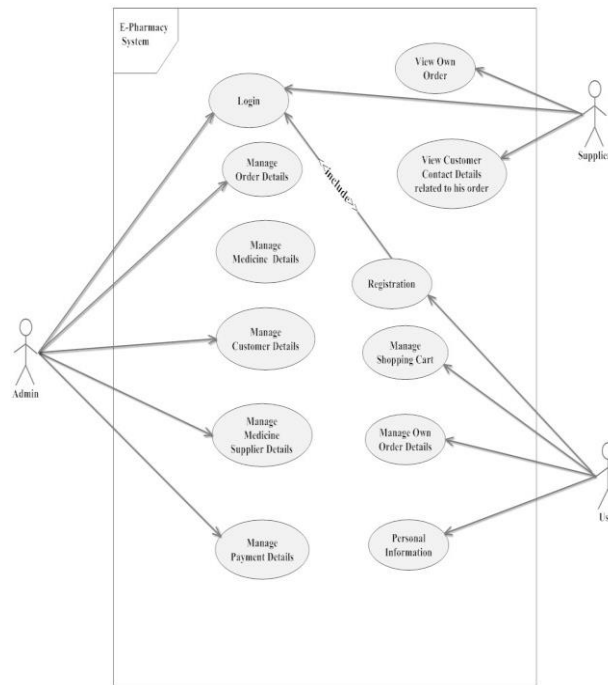 E-Pharmacy
System
View Own
Order
Login
Supplier
Manage
Order Details
View Customer
Contact Details
related to his order
<<include>>
Manage
Medicine Details
Registration
Manage
Customer Details
Manage
Shopping Cart
Admin
Manage
Medicine
Supplier Details
Manage Own
Order Details
Us
Manage
Payment Details
Personal
Information